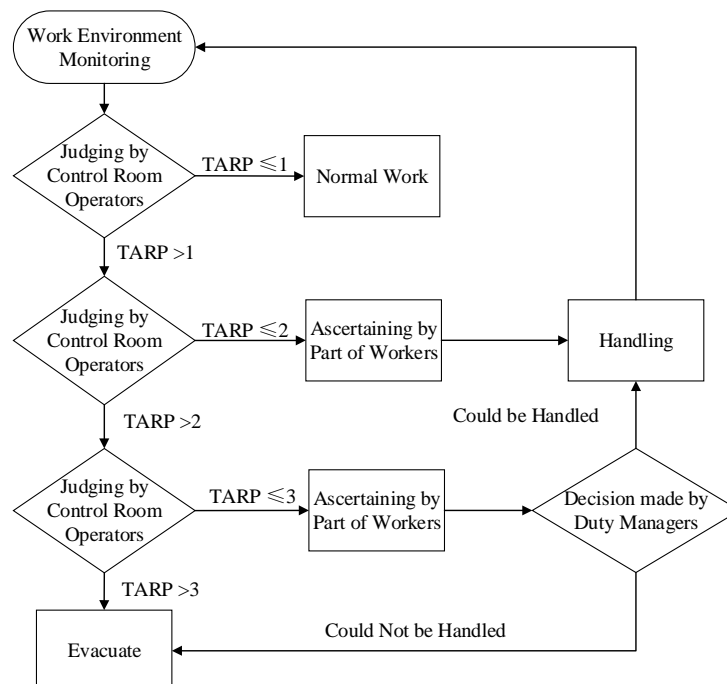 Work Environment
Monitoring
Judging by
Control Room
Operators
TARP ≤1
Normal Work
TARP >1
Judging by
Control Room
Operators
TARP ≤2
Ascertaining by
Part of Workers
Handling
TARP >2
Could be Handled
Judging by
Control Room
Operators
TARP ≤3
Ascertaining by
Part of Workers
Decision made by
Duty Managers
TARP >3
Could Not be Handled
Evacuate